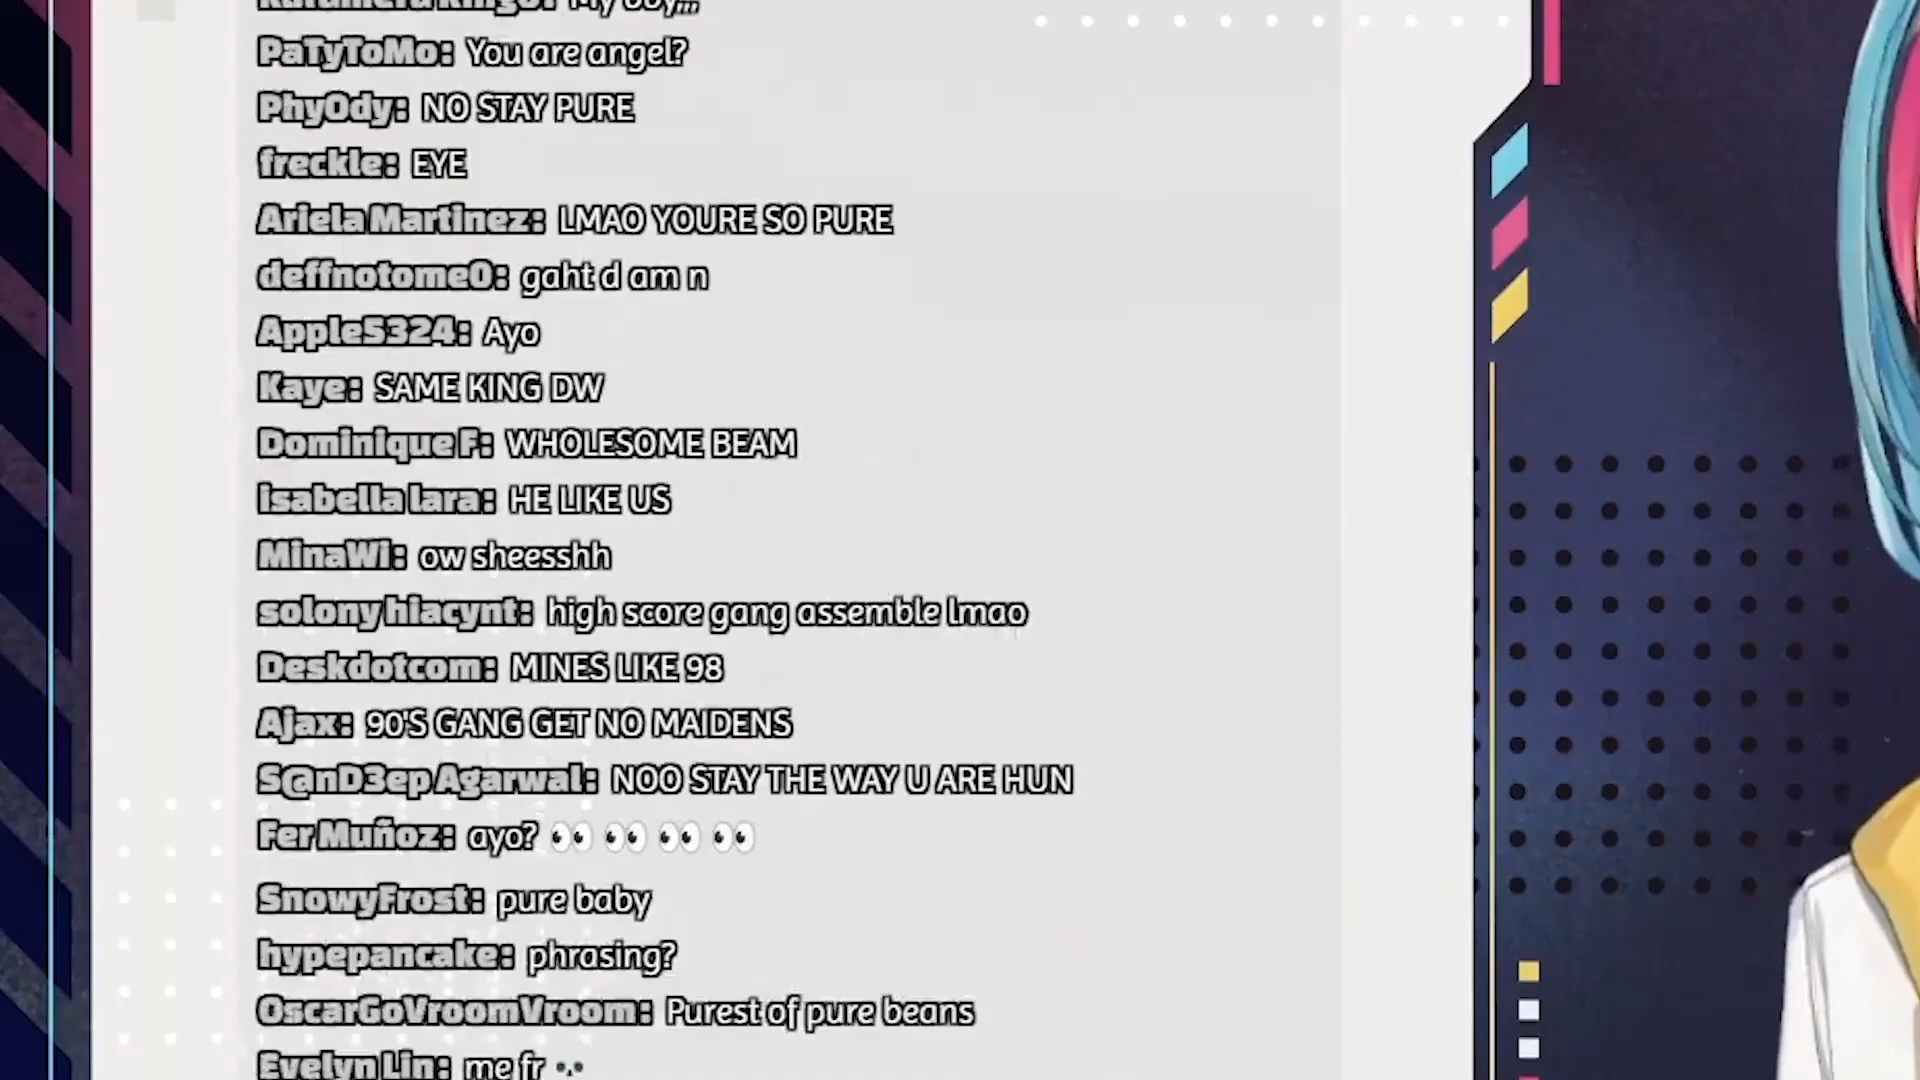 My boy,,,
PaTyToMo: You are angel?
PhyOdy: NO STAY PURE
freckle: EYE
Ariela Martinez: LMAO YOURE SO PURE
deffnotome0: gaht d am n
Apple5324: Ayo
Kaye: SAME KING DW
Dominique F: WHOLESOME BEAM
isabella lara: HE LIKE US
MinaWi: ow sheesshh
solony hiacynt: high score gang assemble lmao
Deskdotcom: MINES LIKE 98
Ajax: 90'S GANG GET NO MAIDENS
S@nD3ep Agarwal: NOO STAY THE WAY U ARE HUN
Fer Muñoz: ayo? 👀 👀 👀 👀
SnowyFrost: pure baby
hypepancake: phrasing?
OscarGoVroomVroom: Purest of pure beans
Evelyn Lin: me fr